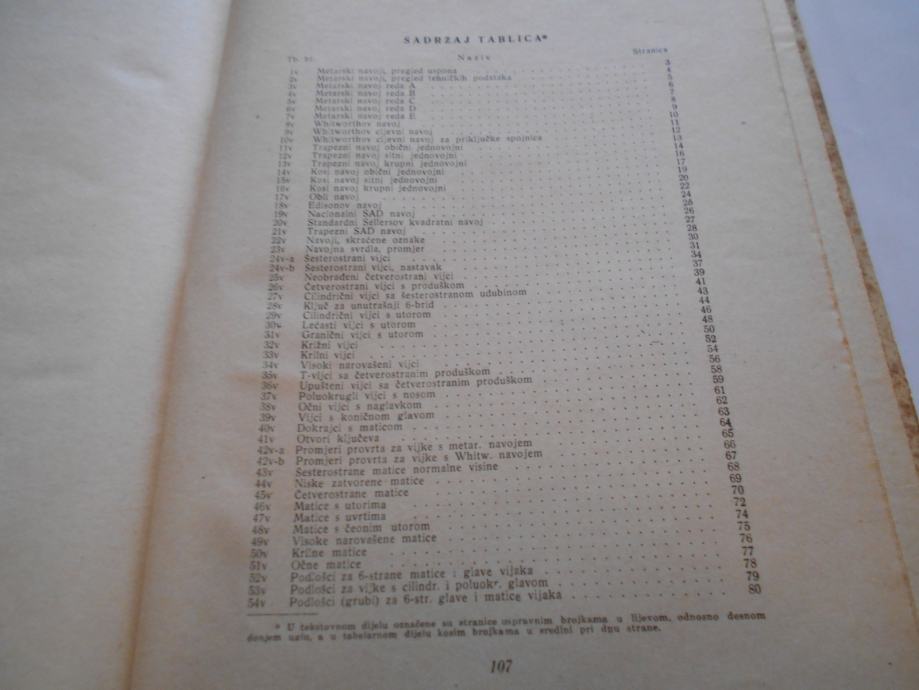 SADRŽAJ TABLICA*
Tb. br. Naziv Stranica
1v Metarski navoji, pregled uspona 3
2v Metarski navoji, pregled tehničkih podataka 4
3v Metarski navoj reda A 5
4v Metarski navoj reda B 6
5v Metarski navoj reda C 7
6v Metarski navoj reda D 8
7v Metarski navoj reda E 9
8v Whitworthov navoj 10
9v Whitworthov cijevni navoj 11
10v Whitworthov cijevni navoj za priključke spojnica 12
11v Trapezni navoj obični jednovojni 13
12v Trapezni navoj sitni jednovojni 14
13v Trapezni navoj krupni jednovojni 16
14v Kosi navoj obični jednovojni 17
15v Kosi navoj sitni jednovojni 19
16v Kosi navoj krupni jednovojni 20
17v Obli navoj 22
18v Edisonov navoj 24
19v Nacionalni SAD navoj 25
20v Standardni Sellersov kvadratni navoj 26
21v Trapezni SAD navoj 27
22v Navoji, skraćene oznake 28
23v Navojna svrdla, promjer 30
24v-a Šesterostrani vijci 31
24v-b Šesterostrani vijci, nastavak 34
25v Neobrađeni četverostrani vijci 37
26v Četverostrani vijci s produškom 39
27v Cilindrični vijci sa šesterostranom udubinom 41
28v Ključ za unutrašnji 6-brid 43
29v Cilindrični vijci s utorom 44
30v Lećasti vijci s utorom 46
31v Granični vijci s utorom 48
32v Križni vijci 50
33v Krilni vijci 52
34v Visoki narovašeni vijci 54
35v T-vijci sa četverostranim produškom 56
36v Upušteni vijci sa četverostranim produškom 58
37v Poluokrugli vijci s nosom 59
38v Očni vijci s naglavkom 61
39v Vijci s koničnom glavom 62
40v Dokrajci s maticom 63
41v Otvori ključeva 64
42v-a Promjeri provrta za vijke s metar. navojem 65
42v-b Promjeri provrta za vijke s Whitw. navojem 66
43v Šesterostrane matice normalne visine 67
44v Niske zatvorene matice 68
45v Četverostrane matice 69
46v Matice s utorima 70
47v Matice s uvrtima 72
48v Matice s čeonim utorom 74
49v Visoke narovašene matice 75
50v Krilne matice 76
51v Očne matice 77
52v Podlošci za 6-strane matice i glave vijaka 78
53v Podlošci za vijke s cilindr. i poluokr. glavom 79
54v Podlošci (grubi) za 6-str. glave i matice vijaka 80
* U tekstovnom dijelu označene su stranice uspravnim brojkama u lijevom, odnosno desnom
donjem uglu, a u tabelarnom dijelu kosim brojkama u sredini pri dnu strane.
107